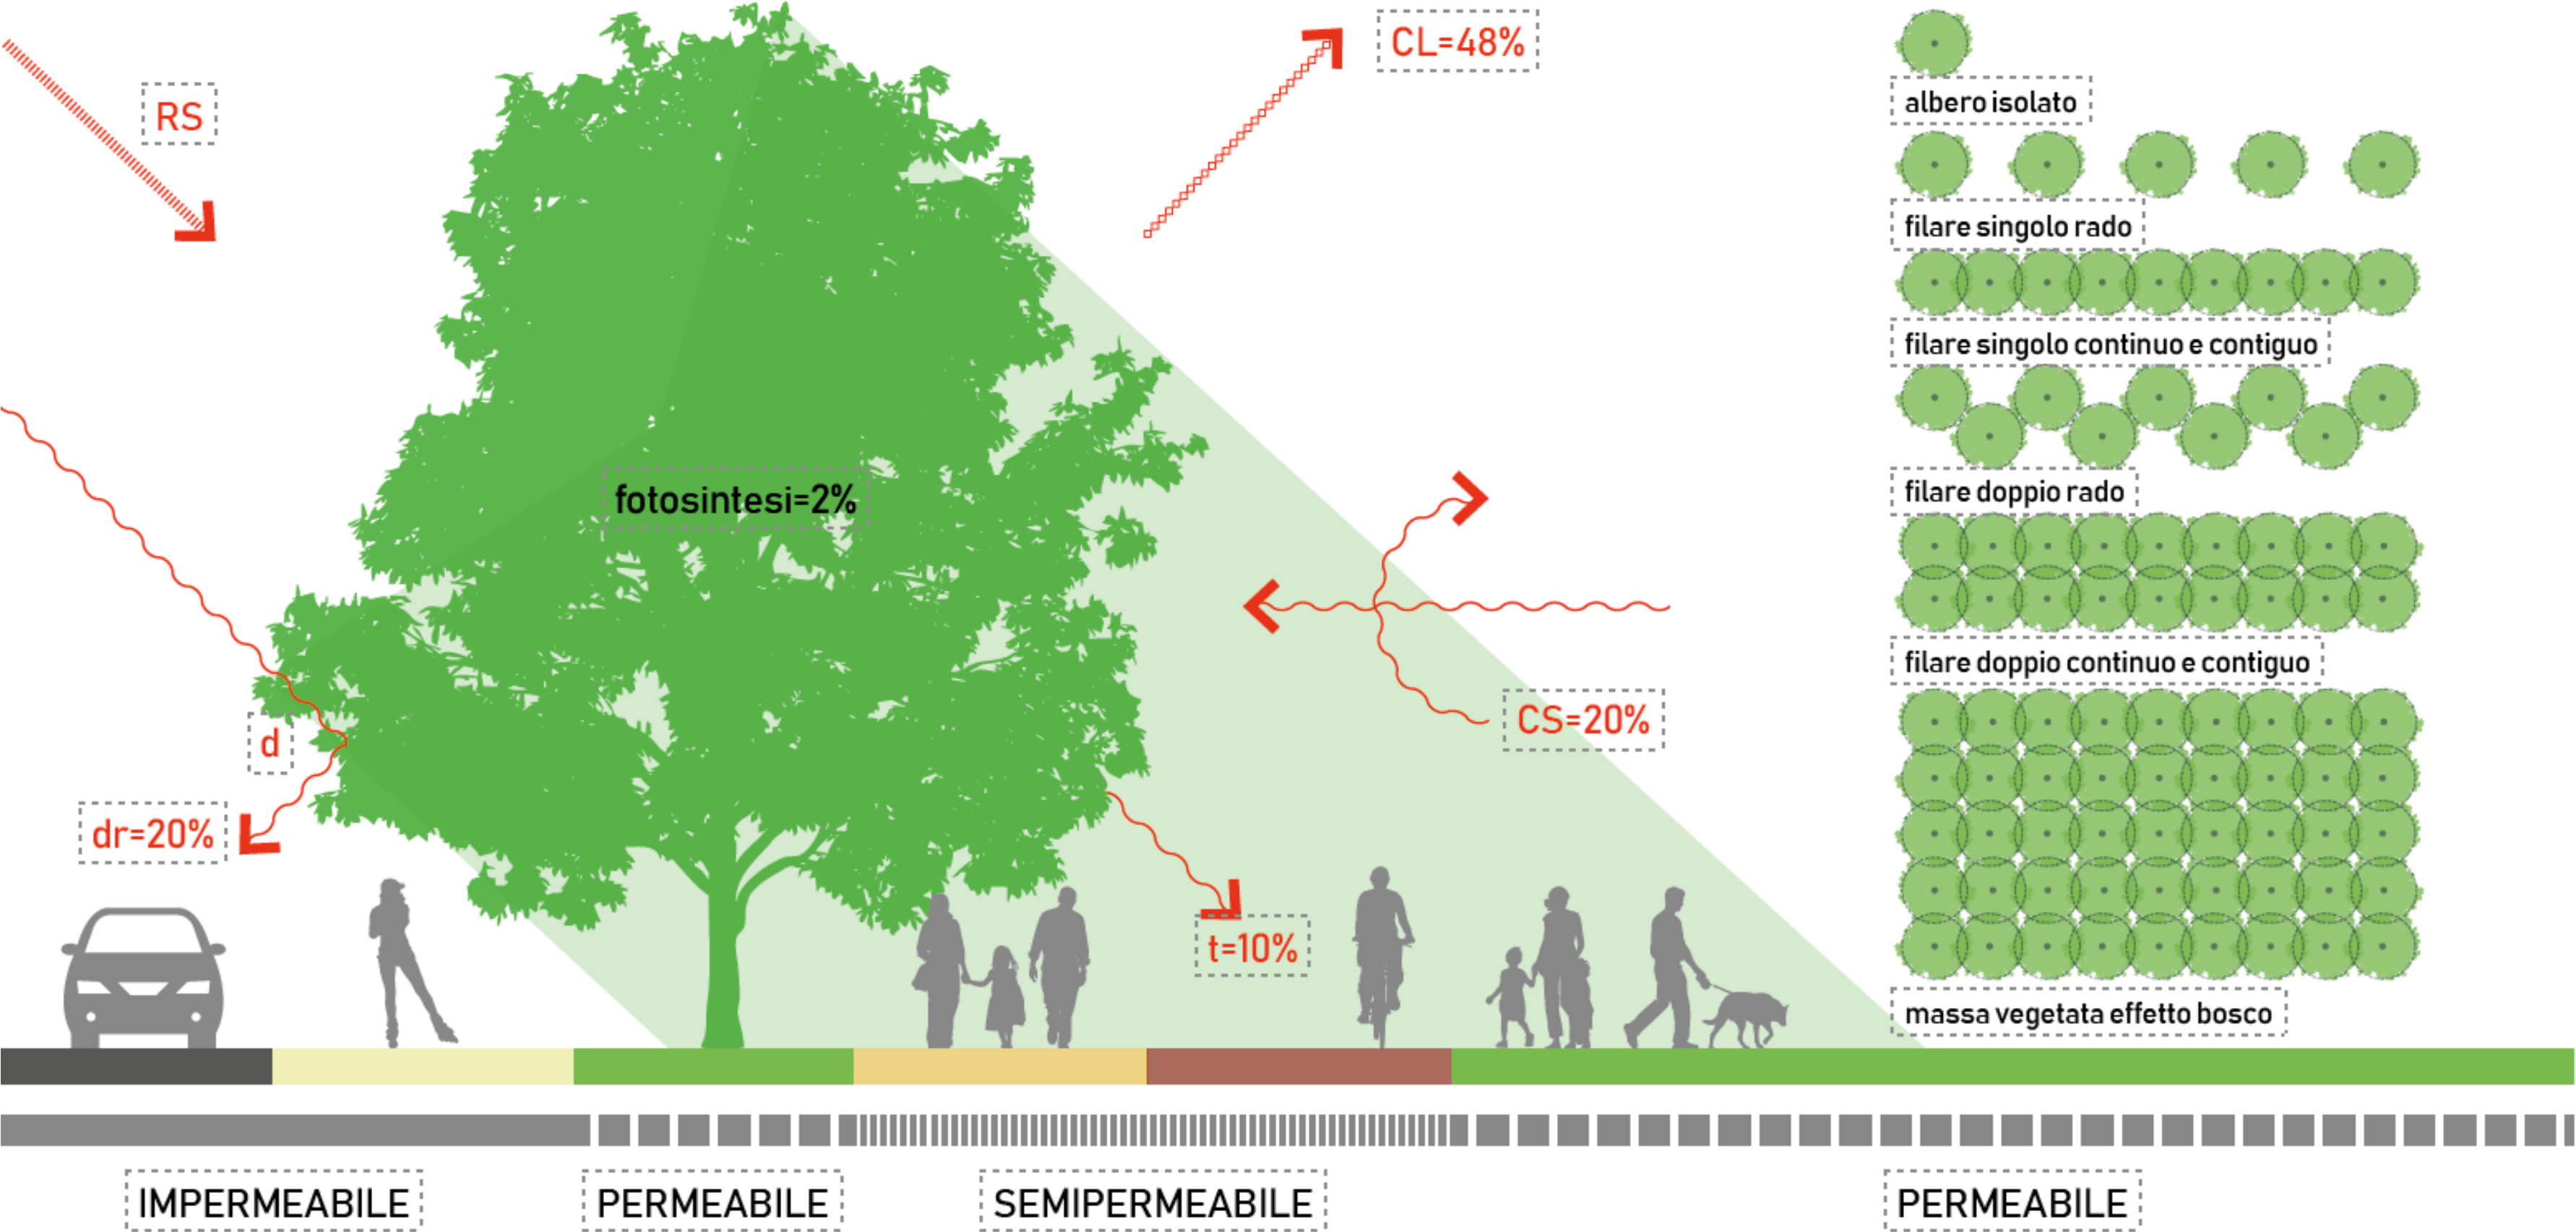 RS
CL=48%
fotosintesi=2%
d
dr=20%
CS=20%
t=10%
albero isolato
filare singolo rado
filare singolo continuo e contiguo
filare doppio rado
filare doppio continuo e contiguo
massa vegetata effetto bosco
IMPERMEABILE
PERMEABILE
SEMIPERMEABILE
PERMEABILE